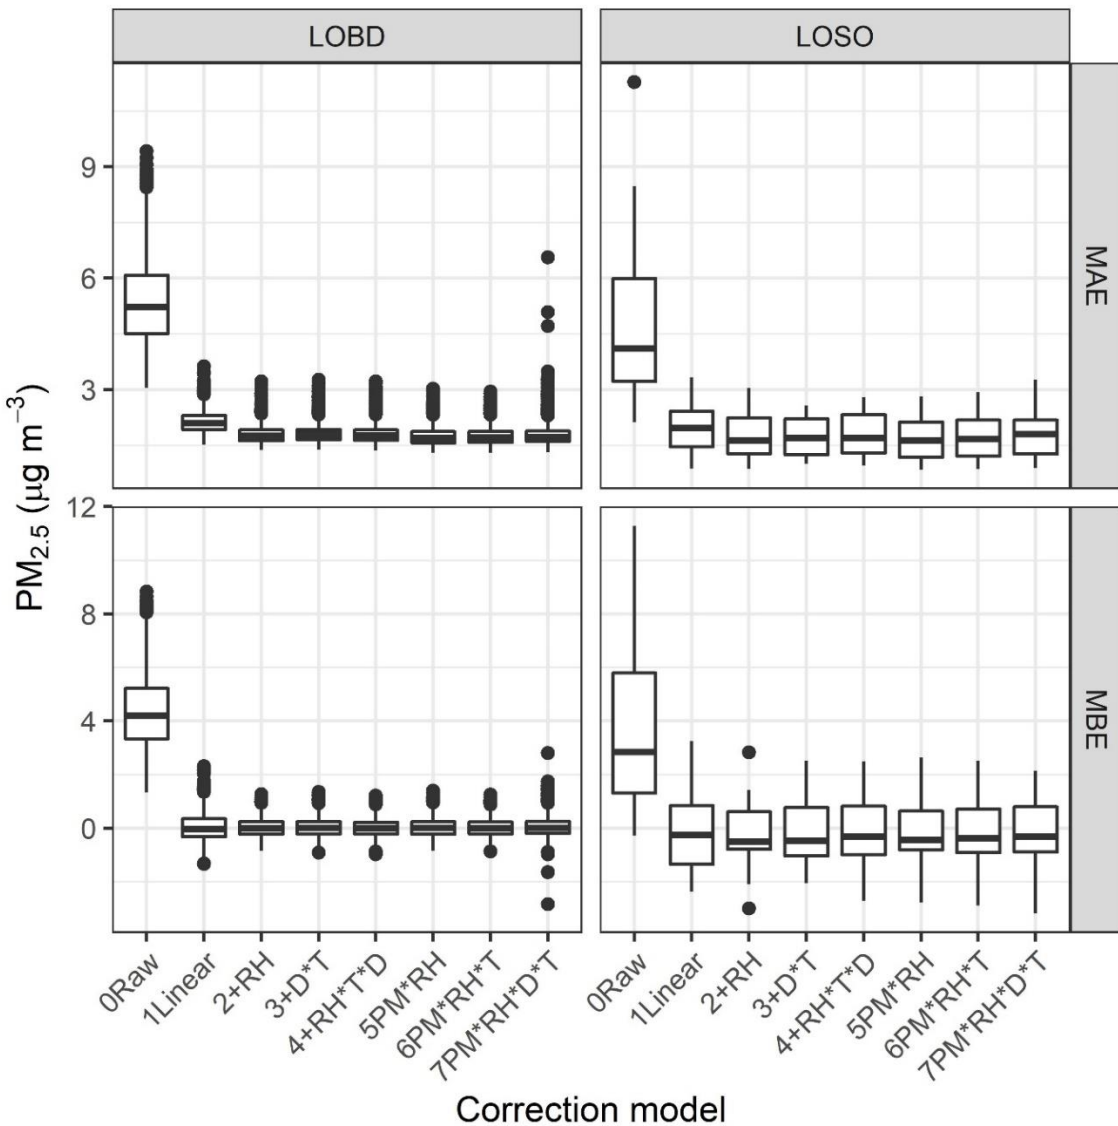 LOBD
LOSO
9
6
3
MAE
12
8
4
0
MBE
PM2.5 (μg m−3)
0Raw
1Linear
2+RH
3+D*T
4+RH*T*D
5PM*RH
6PM*RH*T
7PM*RH*D*T
0Raw
1Linear
2+RH
3+D*T
4+RH*T*D
5PM*RH
6PM*RH*T
7PM*RH*D*T
Correction model